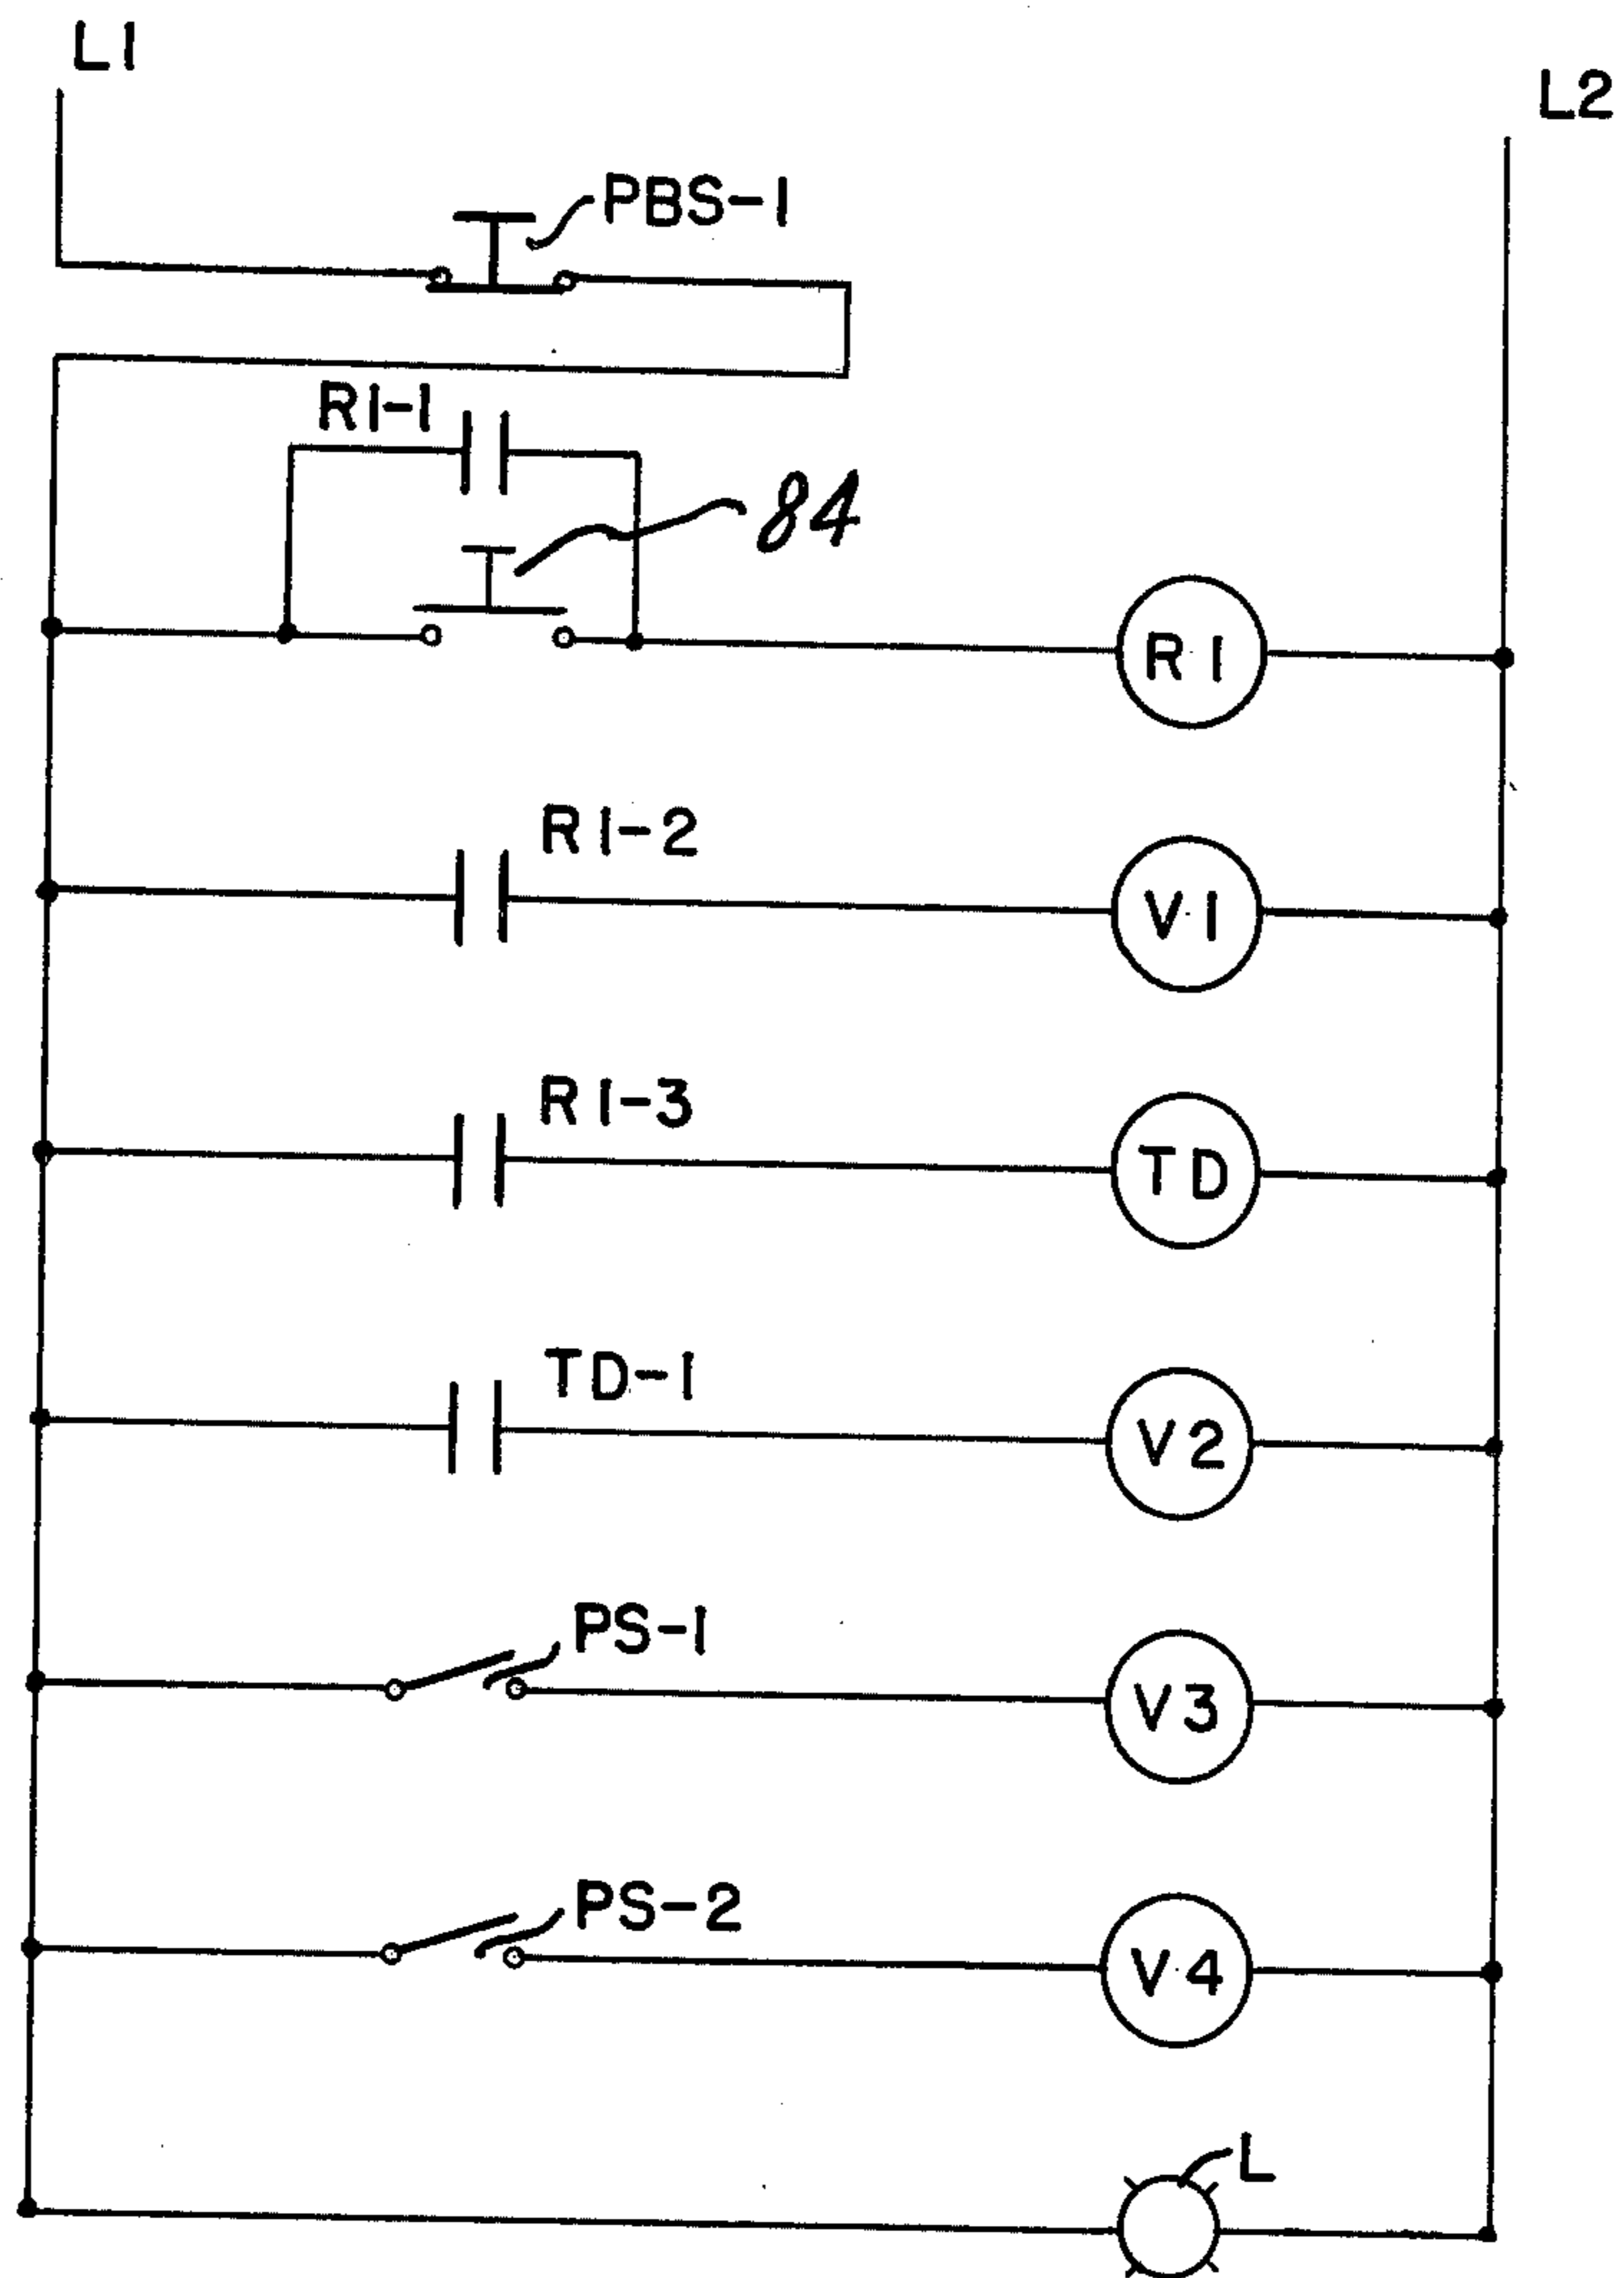 L1
L2
PBS-1
R1-1
84
R1
R1-2
V1
R1-3
TD
TD-1
V2
PS-1
V3
PS-2
V4
L